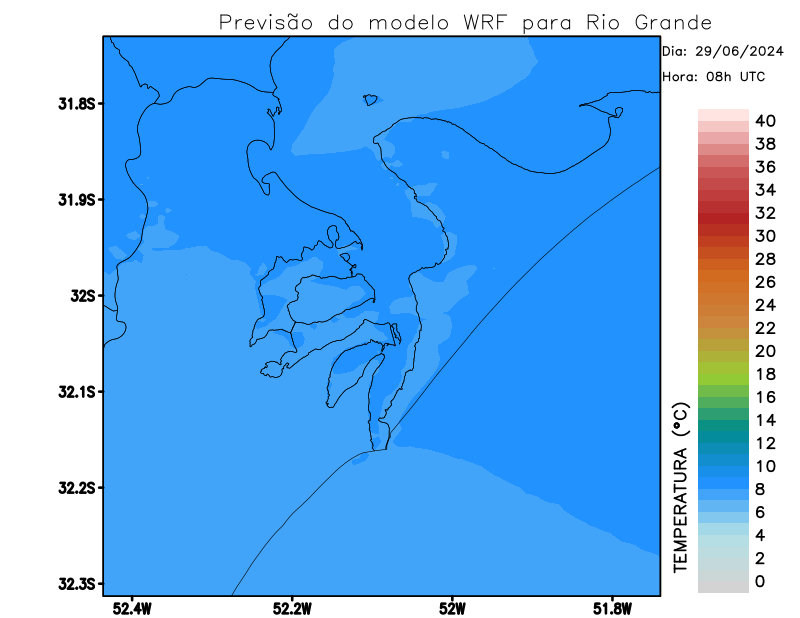 Previsão do modelo WRF para Rio Grande
Dia: 29/06/2024
Hora: 08h UTC
31.8S
31.9S
32S
32.1S
32.2S
32.3S
52.4W
52.2W
52W
51.8W
TEMPERATURA (°C)
40
38
36
34
32
30
28
26
24
22
20
18
16
14
12
10
8
6
4
2
0